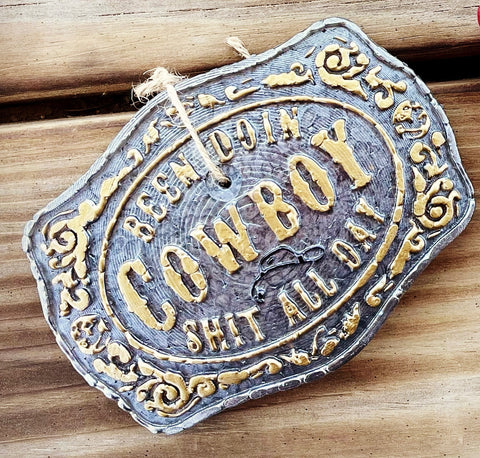 BEEN DOIN'
COWBOY
SHIT ALL DAY